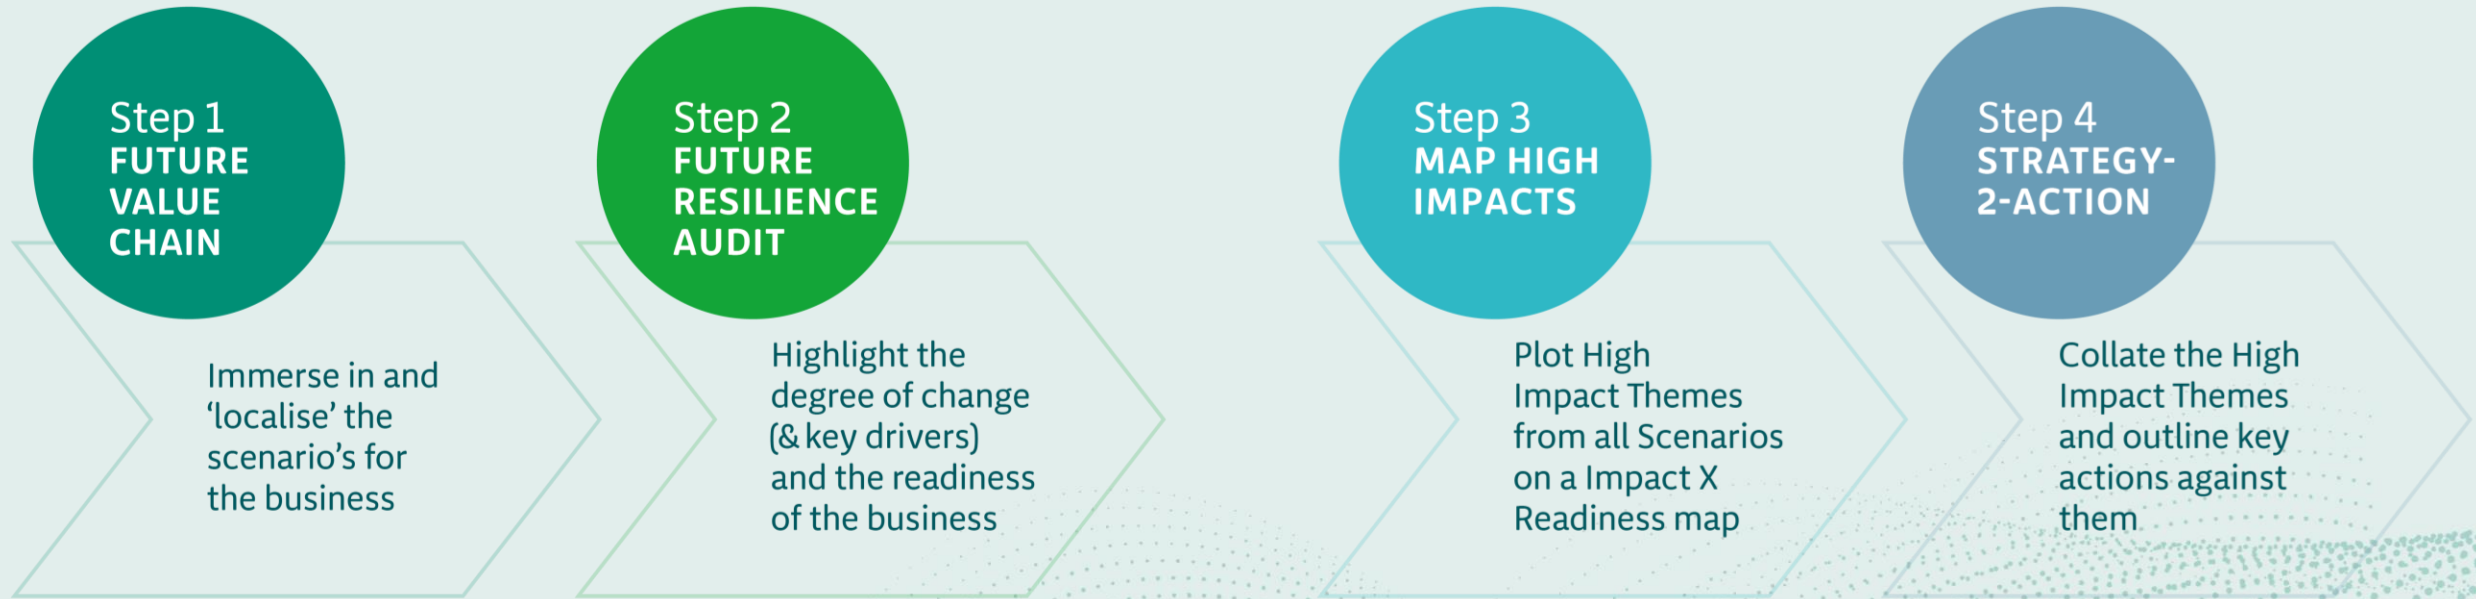 Step 1
FUTURE
VALUE
CHAIN
Immerse in and
‘localise’ the
scenario’s for
the business
Step 2
FUTURE
RESILIENCE
AUDIT
Highlight the
degree of change
(& key drivers)
and the readiness
of the business
Step 3
MAP HIGH
IMPACTS
Plot High
Impact Themes
from all Scenarios
on a Impact X
Readiness map
Step 4
STRATEGY-
2-ACTION
Collate the High
Impact Themes
and outline key
actions against
them